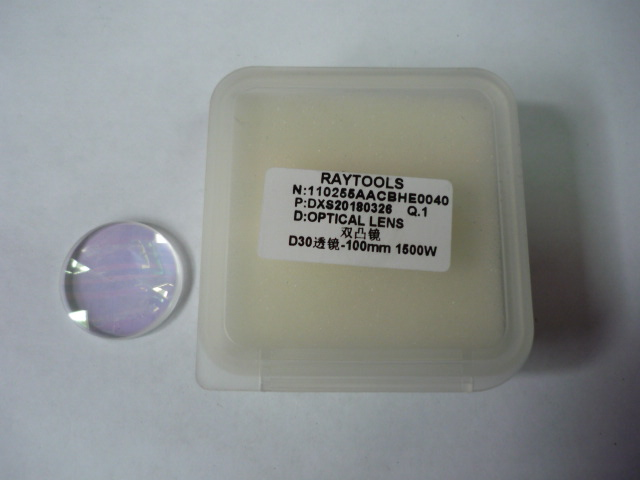 RAYTOOLS
N:110255AACBHE0040
P:DXS20180326 Q.1
D:OPTICAL LENS
双凸镜
D30透镜-100mm 1500W